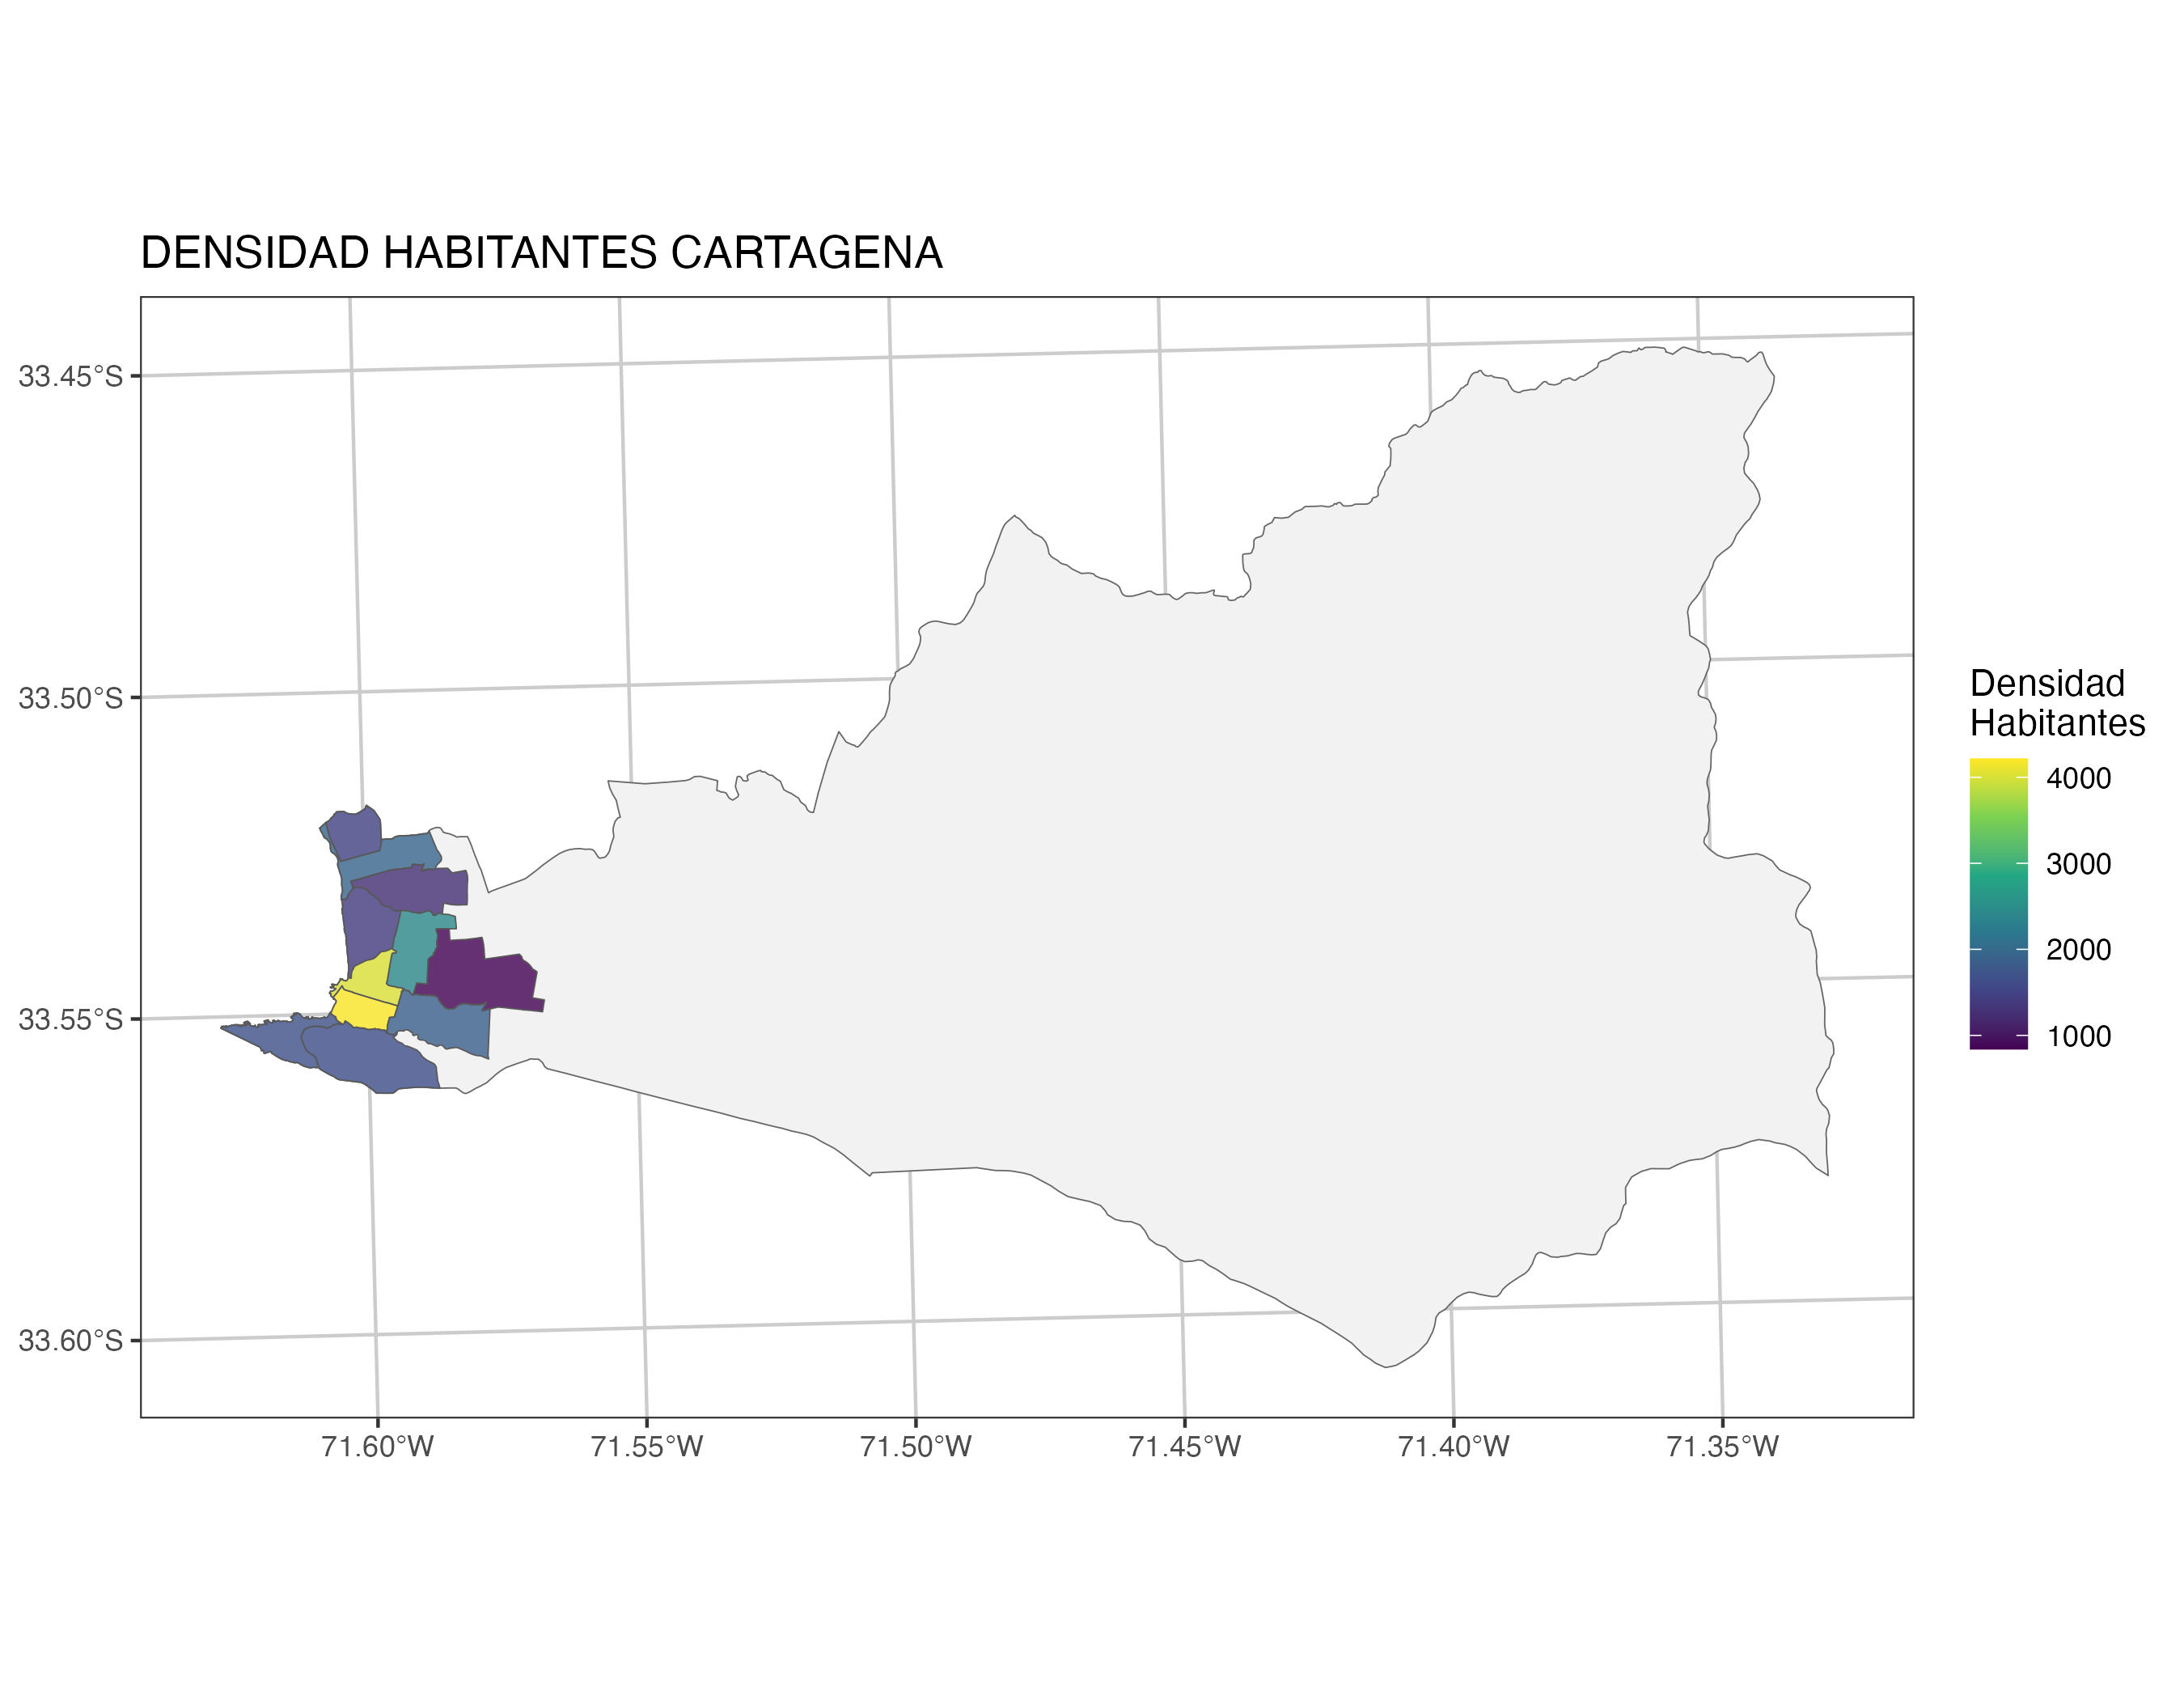 DENSIDAD HABITANTES CARTAGENA
33.45°S
33.50°S
33.55°S
33.60°S
71.60°W 71.55°W 71.50°W 71.45°W 71.40°W 71.35°W
Densidad
Habitantes
4000
3000
2000
1000